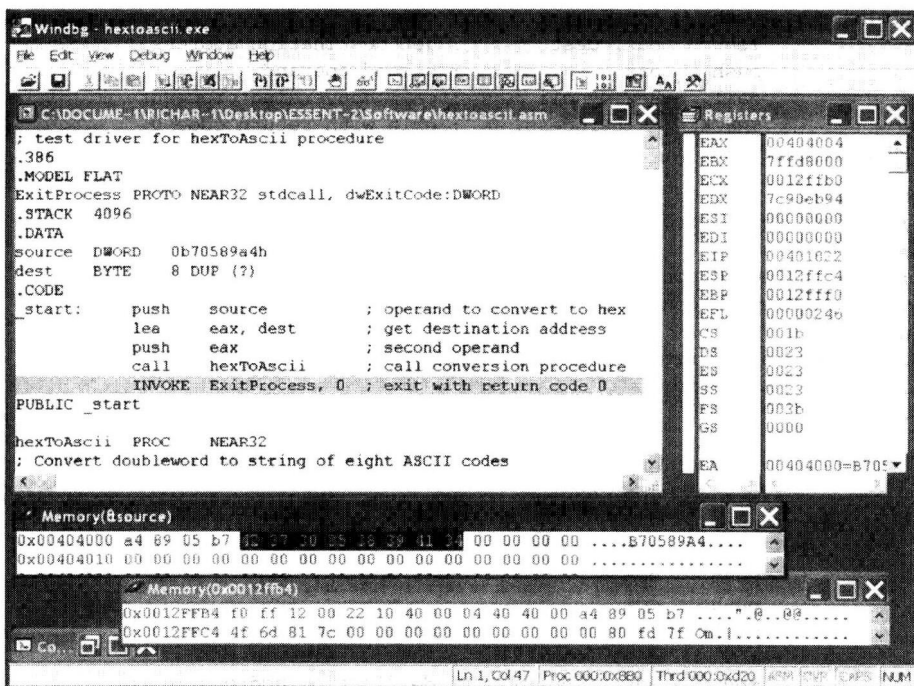 Windbg - hextoascii.exe
File Edit View Debug Window Help
C:\DOCUME~1\RICHAR~1\Desktop\ESSENT~2\Software\hextoascii.asm
; test driver for hexToAscii procedure
.386
.MODEL FLAT
ExitProcess PROTO NEAR32 stdcall, dwExitCode:DWORD
.STACK 4096
.DATA
source DWORD 0b70589a4h
dest BYTE 8 DUP (?)
.CODE
_start: push source ; operand to convert to hex
lea eax, dest ; get destination address
push eax ; second operand
call hexToAscii ; call conversion procedure
INVOKE ExitProcess, 0 ; exit with return code 0
PUBLIC _start
hexToAscii PROC NEAR32
; Convert doubleword to string of eight ASCII codes
Registers
EAX 00404004
EBX 7ffd8000
ECX 0012ffb0
EDX 7c90eb94
ESI 00000000
EDI 00000000
EIP 00401022
ESP 0012ffc4
EBP 0012fff0
EFL 00000246
CS 001b
DS 0023
ES 0023
SS 0023
FS 003b
GS 0000
EA 00404000=B705
Memory(&source)
0x00404000 a4 89 05 b7 42 37 30 35 38 39 41 34 00 00 00 00 ....B70589A4....
0x00404010 00 00 00 00 00 00 00 00 00 00 00 00 00 00 00 00 ................
Memory(0x0012ffb4)
0x0012FFB4 f0 ff 12 00 22 10 40 00 04 40 40 00 a4 89 05 b7 ....".@..@@.....
0x0012FFC4 4f 6d 81 7c 00 00 00 00 00 00 00 00 00 80 fd 7f Om.|............
Co...
Ln 1, Col 47 Proc 000:0xBB0 Thrd 000:0xd20 OVR CAPS NUM